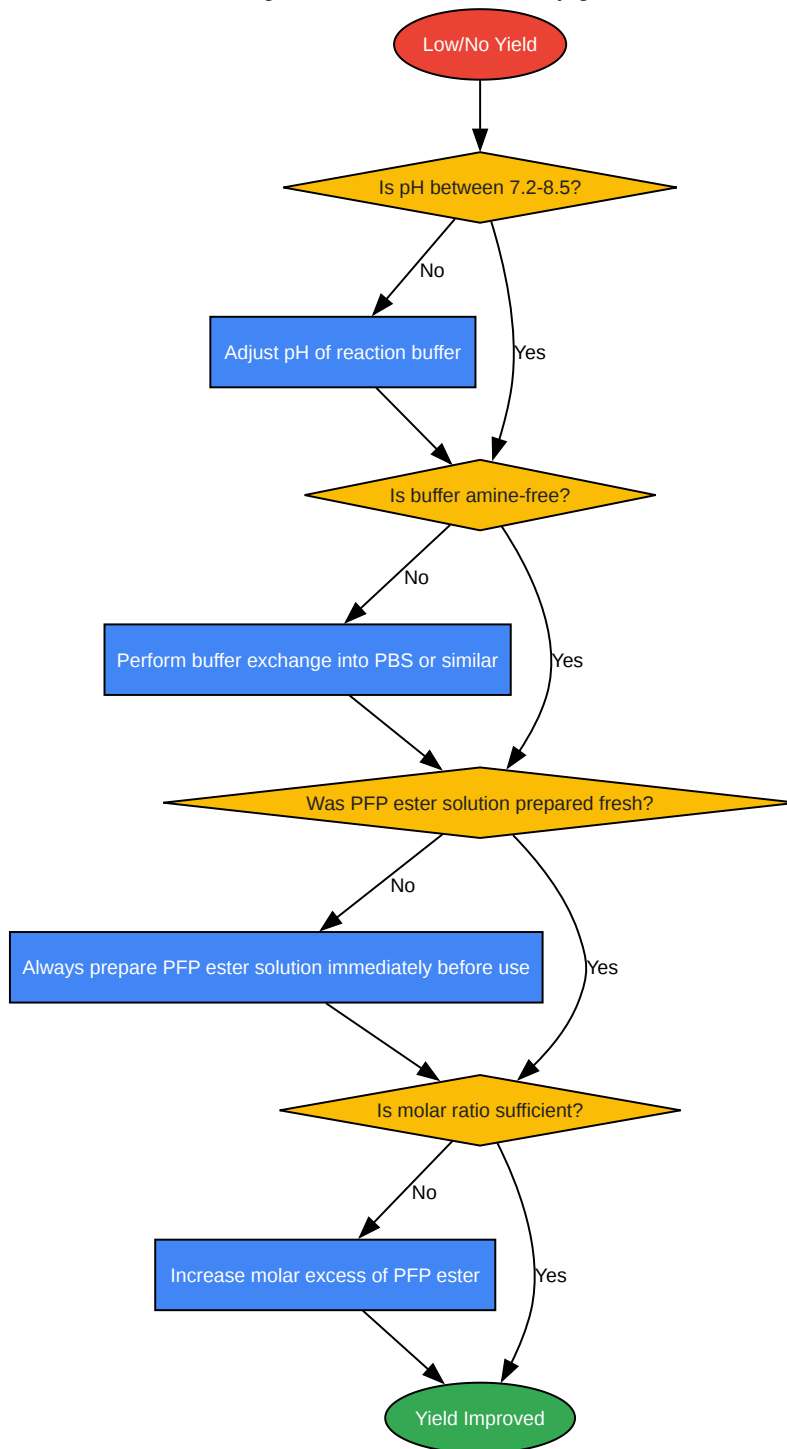 Low/No Yield
Is pH between 7.2-8.5?
No
Adjust pH of reaction buffer
Yes
Is buffer amine-free?
No
Perform buffer exchange into PBS or similar
Yes
Was PFP ester solution prepared fresh?
No
Always prepare PFP ester solution immediately before use
Yes
Is molar ratio sufficient?
No
Increase molar excess of PFP ester
Yes
Yield Improved